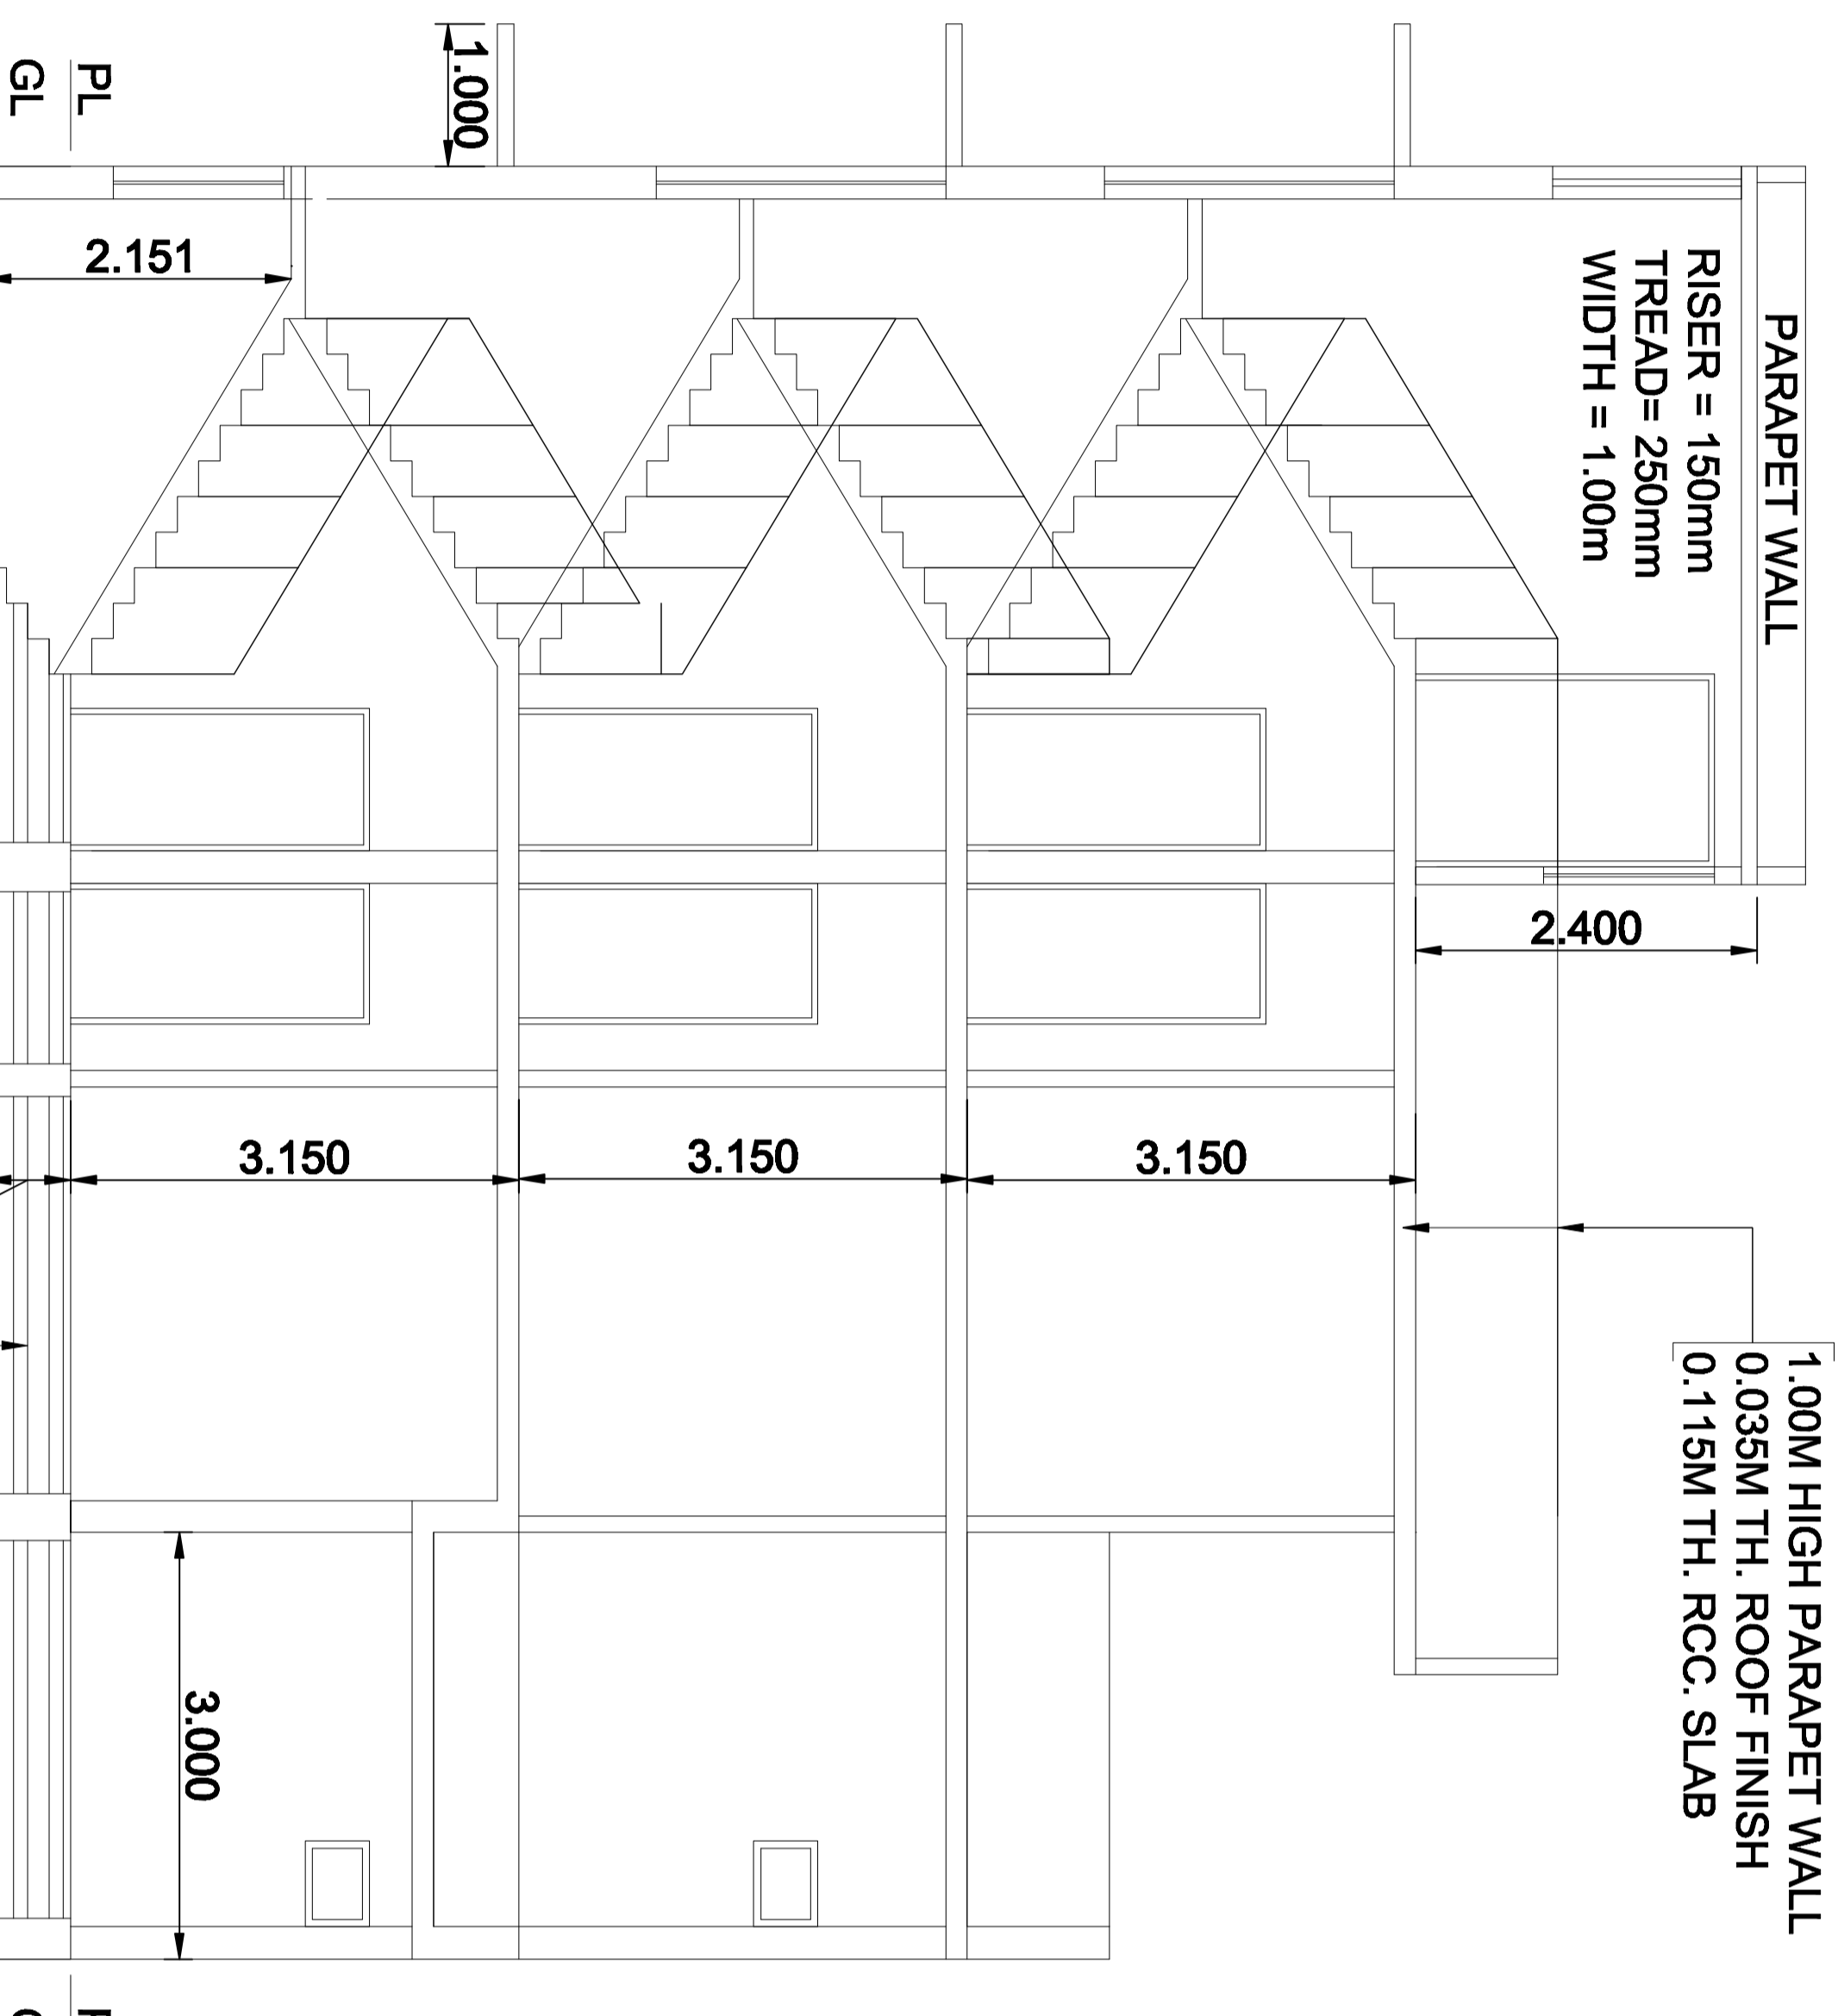 PARAPET WALL
RISER = 150mm
TREAD= 250mm
WIDTH = 1.00m
1.00M HIGH PARAPET WALL
0.035M TH. ROOF FINISH
0.115M TH. RCC. SLAB
2.400
3.150
3.150
3.150
1.000
2.151
3.000
PL
GL